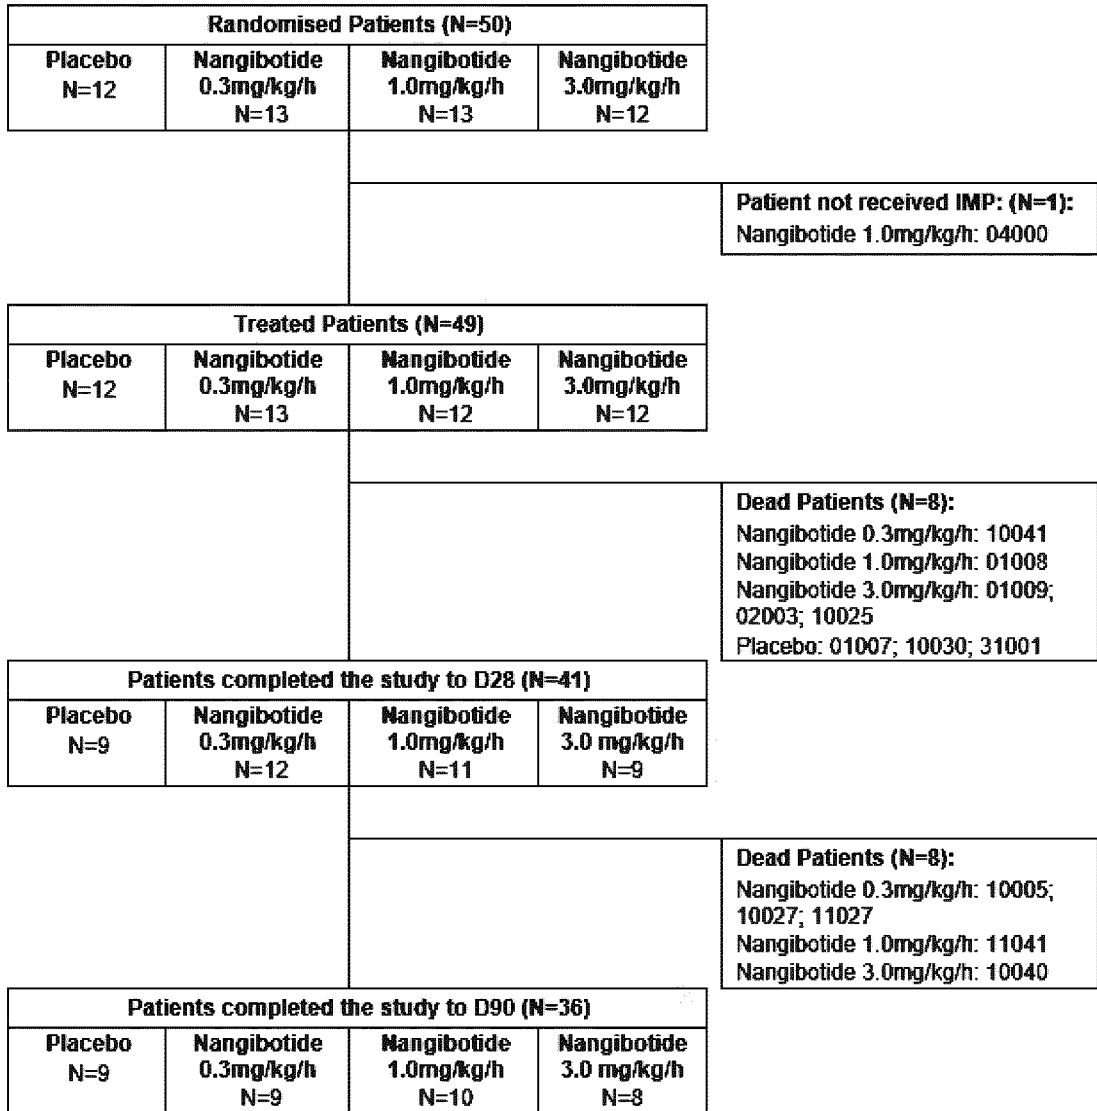 Randomised Patients (N=50)
Placebo
N=12
Nangibotide
0.3mg/kg/h
N=13
Nangibotide
1.0mg/kg/h
N=13
Nangibotide
3.0mg/kg/h
N=12
Patient not received IMP: (N=1):
Nangibotide 1.0mg/kg/h: 04000
Treated Patients (N=49)
Placebo
N=12
Nangibotide
0.3mg/kg/h
N=13
Nangibotide
1.0mg/kg/h
N=12
Nangibotide
3.0mg/kg/h
N=12
Dead Patients (N=8):
Nangibotide 0.3mg/kg/h: 10041
Nangibotide 1.0mg/kg/h: 01008
Nangibotide 3.0mg/kg/h: 01009;
02003; 10025
Placebo: 01007; 10030; 31001
Patients completed the study to D28 (N=41)
Placebo
N=9
Nangibotide
0.3mg/kg/h
N=12
Nangibotide
1.0mg/kg/h
N=11
Nangibotide
3.0 mg/kg/h
N=9
Dead Patients (N=8):
Nangibotide 0.3mg/kg/h: 10005;
10027; 11027
Nangibotide 1.0mg/kg/h: 11041
Nangibotide 3.0mg/kg/h: 10040
Patients completed the study to D90 (N=36)
Placebo
N=9
Nangibotide
0.3mg/kg/h
N=9
Nangibotide
1.0mg/kg/h
N=10
Nangibotide
3.0 mg/kg/h
N=8